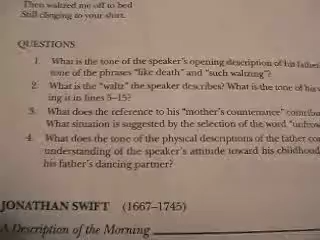 Then waltzed me off to bed
Still clinging to your shirt.
QUESTIONS
1. What is the tone of the speaker's opening description of his father
tone of the phrases "like death" and "such waltzing"?
2. What is the "waltz" the speaker describes? What is the tone of his
ing it in lines 5–15?
3. What does the reference to his "mother's countenance"
What situation is suggested by the selection of the word
4. What does the tone of the physical descriptions of the father
understanding of the speaker's attitude toward his childhood
his father's dancing partner?
JONATHAN SWIFT (1667–1745)
A Description of the Morning